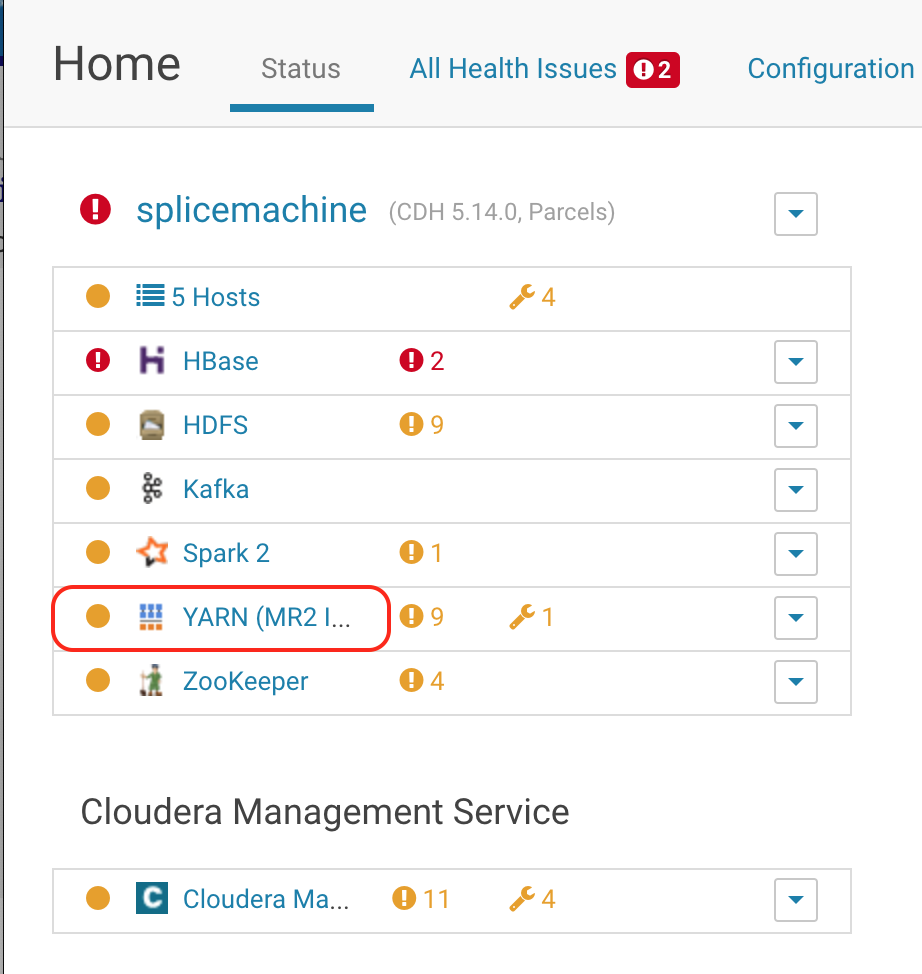 Home Status All Health Issues 2 Configuration
splicemachine (CDH 5.14.0, Parcels)
5 Hosts 4
HBase 2
HDFS 9
Kafka
Spark 2 1
YARN (MR2 I... 9 1
ZooKeeper 4
Cloudera Management Service
C Cloudera Ma... 11 4